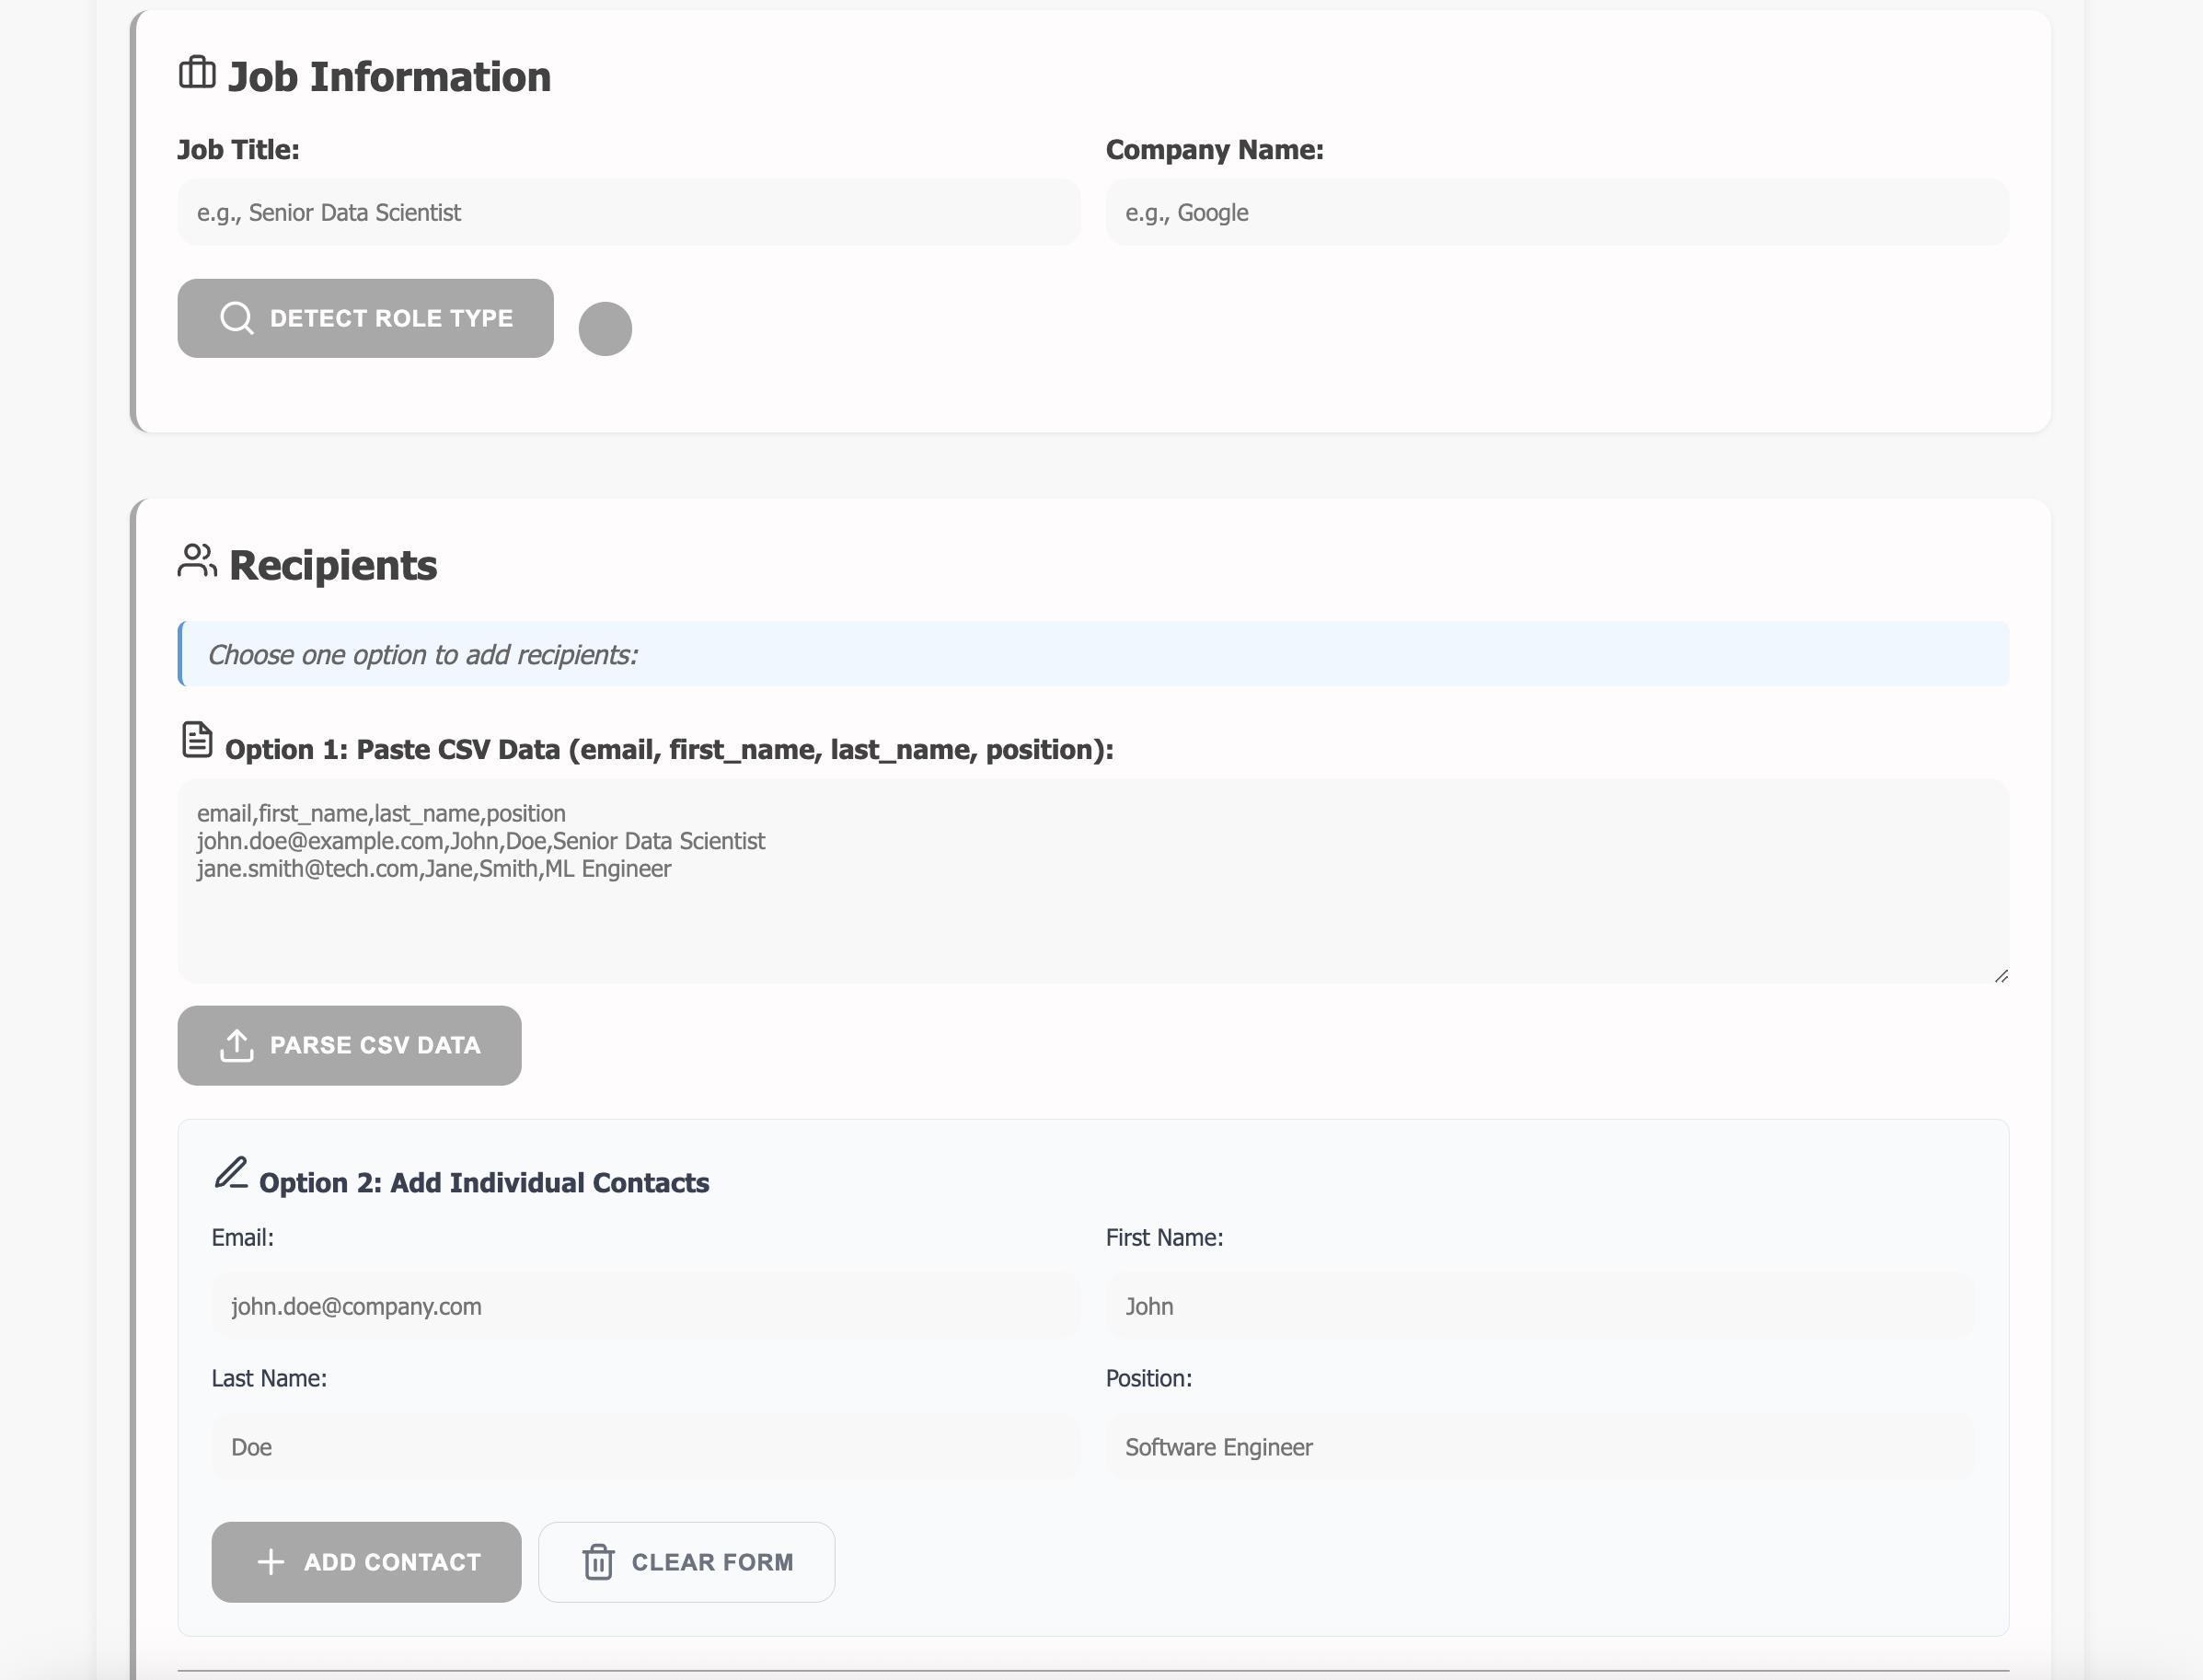 Job Information
Job Title:
Company Name:
e.g., Senior Data Scientist
e.g., Google
DETECT ROLE TYPE
Recipients
Choose one option to add recipients:
Option 1: Paste CSV Data (email, first_name, last_name, position):
email,first_name,last_name,position
john.doe@example.com,John,Doe,Senior Data Scientist
jane.smith@tech.com,Jane,Smith,ML Engineer
PARSE CSV DATA
Option 2: Add Individual Contacts
Email:
First Name:
john.doe@company.com
John
Last Name:
Position:
Doe
Software Engineer
ADD CONTACT
CLEAR FORM